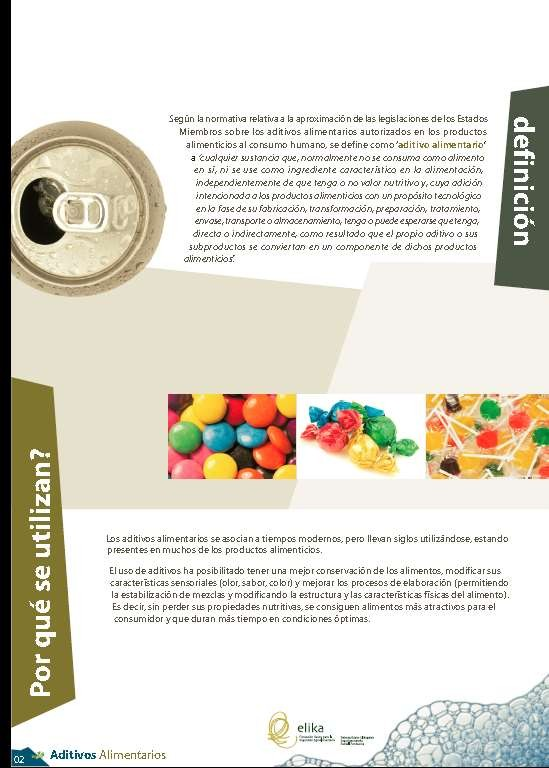 definición
Según la normativa relativa a la aproximación de las legislaciones de los Estados
Miembros sobre los aditivos alimentarios autorizados en los productos
alimenticios al consumo humano, se define como ‘aditivo alimentario’
a ‘cualquier sustancia que, normalmente no se consuma como alimento
en sí, ni se use como ingrediente característico en la alimentación,
independientemente de que tenga o no valor nutritivo y, cuya adición
intencionada a los productos alimenticios con un propósito tecnológico
en la fase de su fabricación, transformación, preparación, tratamiento,
envase, transporte o almacenamiento, tenga o puede esperarse que tenga,
directa o indirectamente, como resultado que el propio aditivo o sus
subproductos se conviertan en un componente de dichos productos
alimenticios’.
Por qué se utilizan?
Los aditivos alimentarios se asocian a tiempos modernos, pero llevan siglos utilizándose, estando
presentes en muchos de los productos alimenticios.
El uso de aditivos ha posibilitado tener una mejor conservación de los alimentos, modificar sus
características sensoriales (olor, sabor, color) y mejorar los procesos de elaboración (permitiendo
la estabilización de mezclas y modificando la estructura y las características físicas del alimento).
Es decir, sin perder sus propiedades nutritivas, se consiguen alimentos más atractivos para el
consumidor y que duran más tiempo en condiciones óptimas.
elika
02 Aditivos Alimentarios